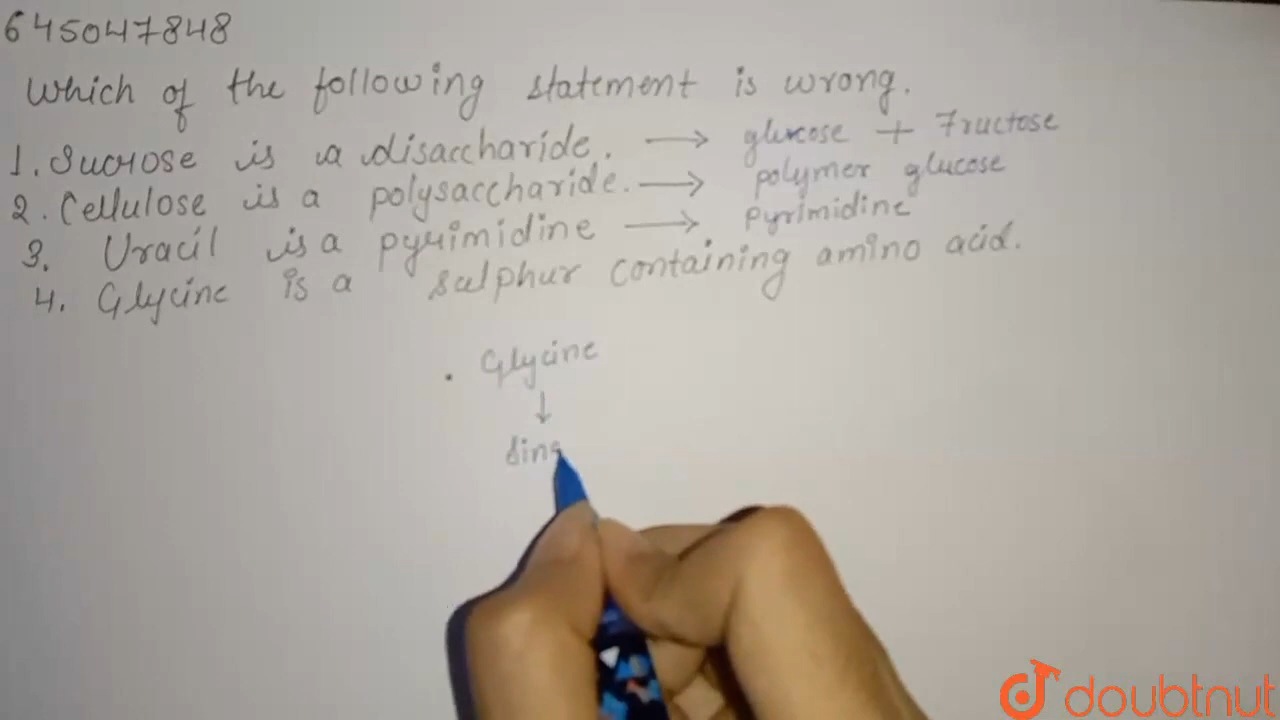 645047848
Which of the following statement is wrong.
1. Sucrose is a disaccharide. → glucose + Fructose
2. Cellulose is a polysaccharide. → polymer glucose
3. Uracil is a pyrimidine → pyrimidine
4. Glycine is a sulphur containing amino acid.
. Glycine
↓
sing
doubtnut